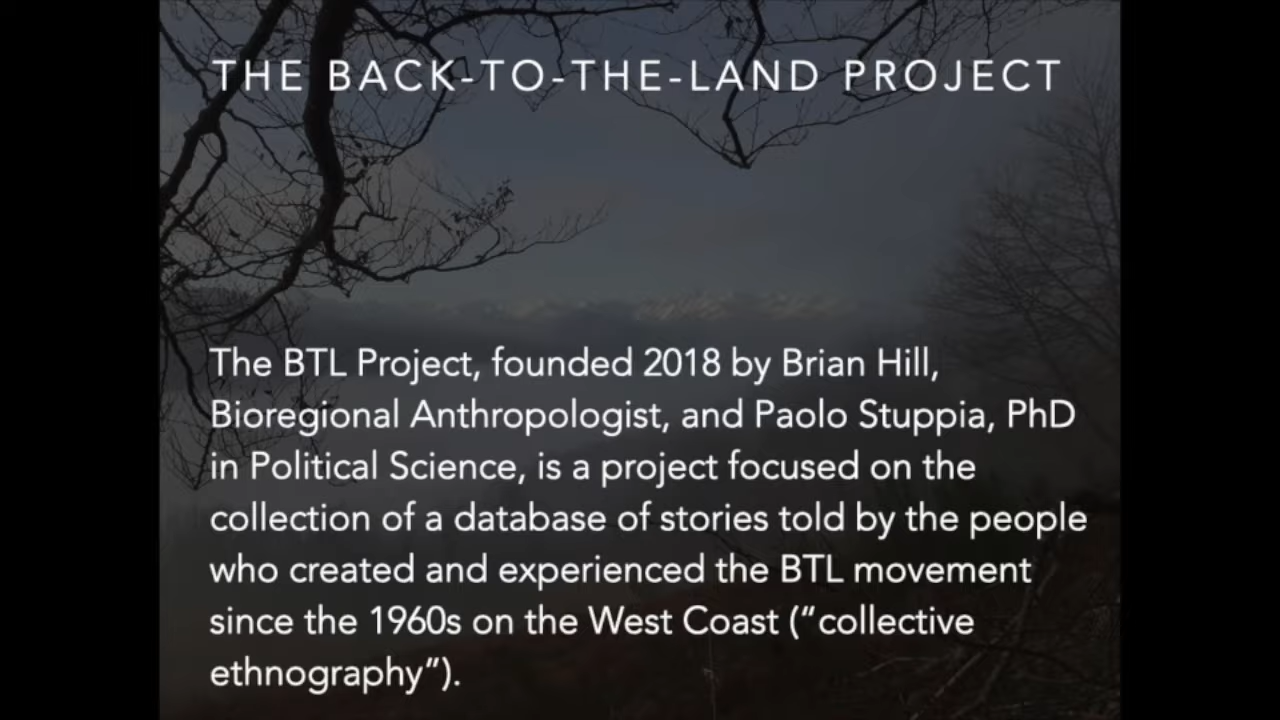 THE BACK-TO-THE-LAND PROJECT
The BTL Project, founded 2018 by Brian Hill,
Bioregional Anthropologist, and Paolo Stuppia, PhD
in Political Science, is a project focused on the
collection of a database of stories told by the people
who created and experienced the BTL movement
since the 1960s on the West Coast (“collective
ethnography”).